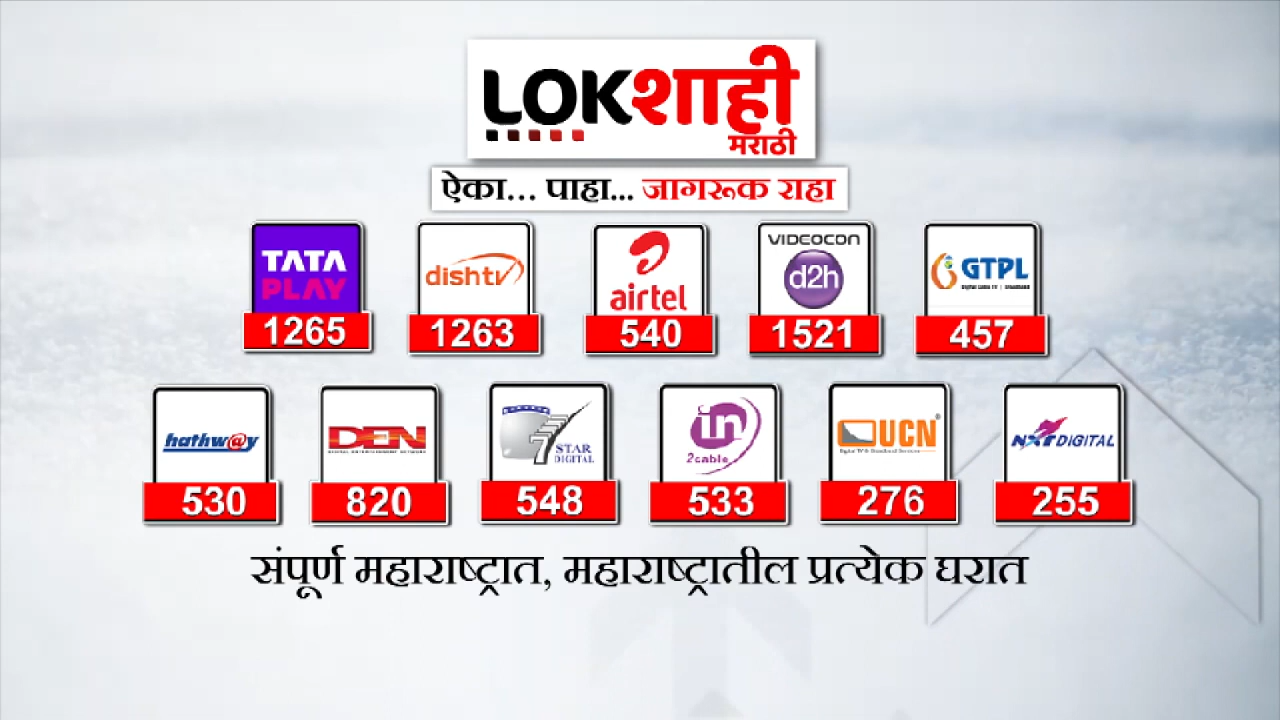 LOKशाही
मराठी
ऐका... पाहा... जागरूक राहा
TATA PLAY
1265
dishtv
1263
airtel
540
VIDEOCON d2h
1521
GTPL
457
hathw@y
530
DEN
820
7 STAR DIGITAL
548
in 2cable
533
UCN
276
NXT DIGITAL
255
संपूर्ण महाराष्ट्रात, महाराष्ट्रातील प्रत्येक घरात